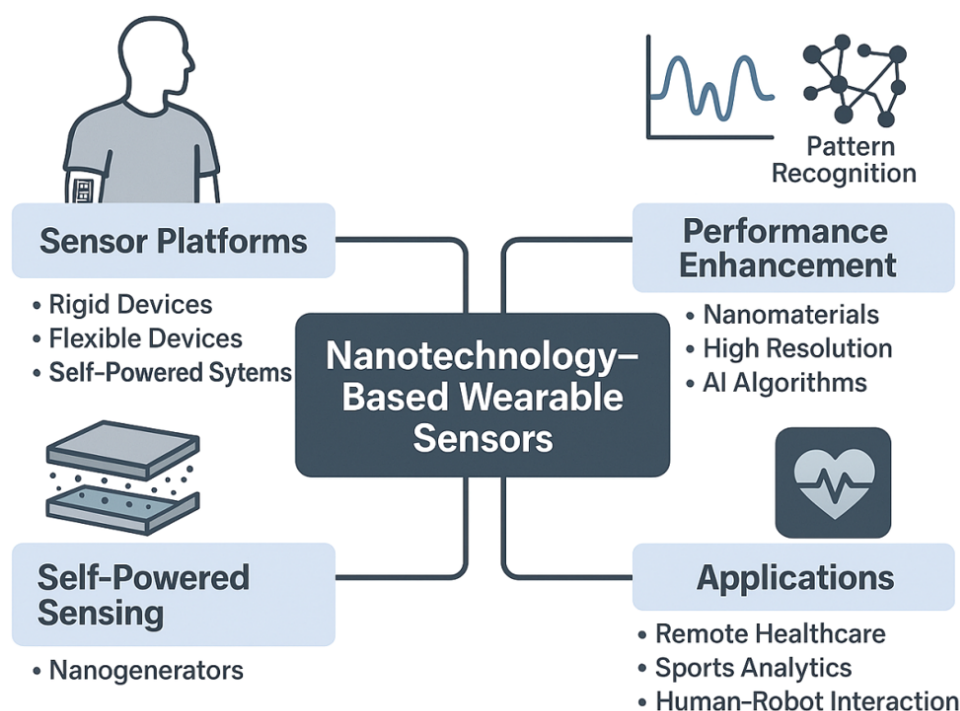 Pattern
Recognition
Sensor Platforms
• Rigid Devices
• Flexible Devices
• Self-Powered Sytems
Performance
Enhancement
• Nanomaterials
• High Resolution
• AI Algorithms
Nanotechnology–
Based Wearable
Sensors
Self-Powered
Sensing
• Nanogenerators
Applications
• Remote Healthcare
• Sports Analytics
• Human–Robot Interaction